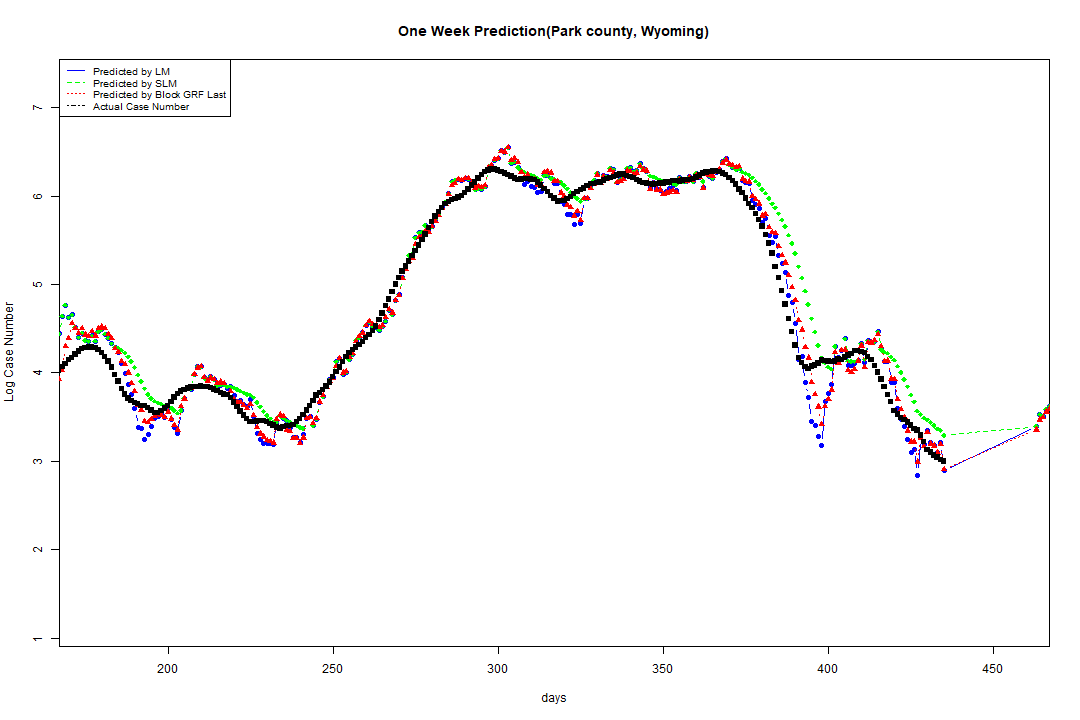 One Week Prediction(Park county, Wyoming)
Predicted by LM
Predicted by SLM
Predicted by Block GRF Last
Actual Case Number
7
6
5
4
3
2
1
Log Case Number
200 250 300 350 400 450
days